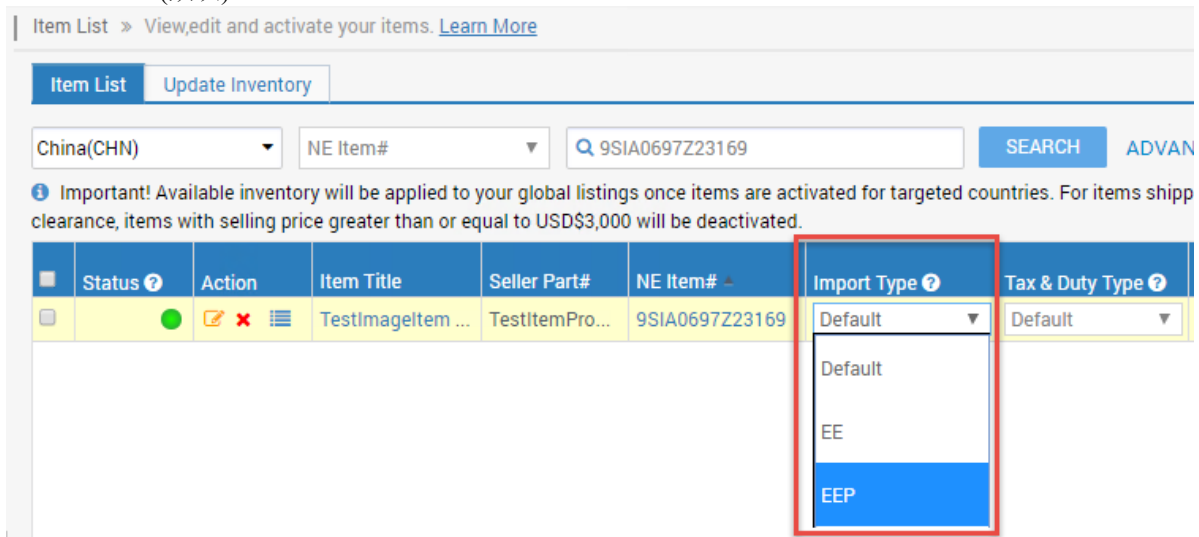 Item List » View,edit and activate your items. Learn More
Item List Update Inventory
China(CHN) NE Item# 9SIA0697Z23169 SEARCH ADVAN
Important! Available inventory will be applied to your global listings once items are activated for targeted countries. For items shipp
clearance, items with selling price greater than or equal to USD$3,000 will be deactivated.
Status Action Item Title Seller Part# NE Item# Import Type Tax & Duty Type
TestImageItem ... TestItemPro... 9SIA0697Z23169 Default Default
Default
EE
EEP